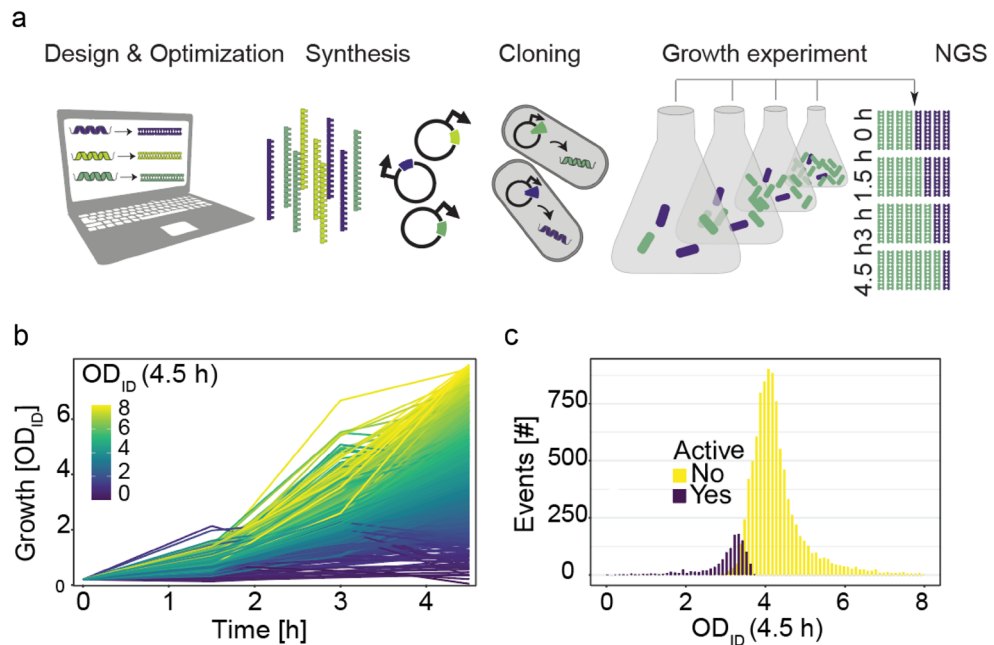 a
Design & Optimization Synthesis Cloning Growth experiment NGS
0 h
1.5 h
3 h
4.5 h
b
OD_ID (4.5 h)
8
6
4
2
0
Growth [OD_ID]
6
4
2
0
0 1 2 3 4
Time [h]
c
Events [#]
750
500
250
0
Active
No
Yes
0 2 4 6 8
OD_ID (4.5 h)